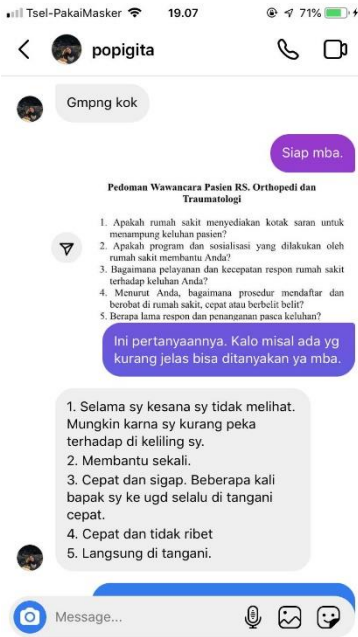 Tsel-PakaiMasker 19.07 71%
popigita
Gmpng kok
Siap mba.
Pedoman Wawancara Pasien RS. Orthopedi dan
Traumatologi
1. Apakah rumah sakit menyediakan kotak saran untuk
menampung keluhan pasien?
2. Apakah program dan sosialisasi yang dilakukan oleh
rumah sakit membantu Anda?
3. Bagaimana pelayanan dan kecepatan respon rumah sakit
terhadap keluhan Anda?
4. Menurut Anda, bagaimana prosedur mendaftar dan
berobat di rumah sakit, cepat atau berbelit belit?
5. Berapa lama respon dan penanganan pasca keluhan?
Ini pertanyaannya. Kalo misal ada yg
kurang jelas bisa ditanyakan ya mba.
1. Selama sy kesana sy tidak melihat.
Mungkin karna sy kurang peka
terhadap di keliling sy.
2. Membantu sekali.
3. Cepat dan sigap. Beberapa kali
bapak sy ke ugd selalu di tangani
cepat.
4. Cepat dan tidak ribet
5. Langsung di tangani.
Message...